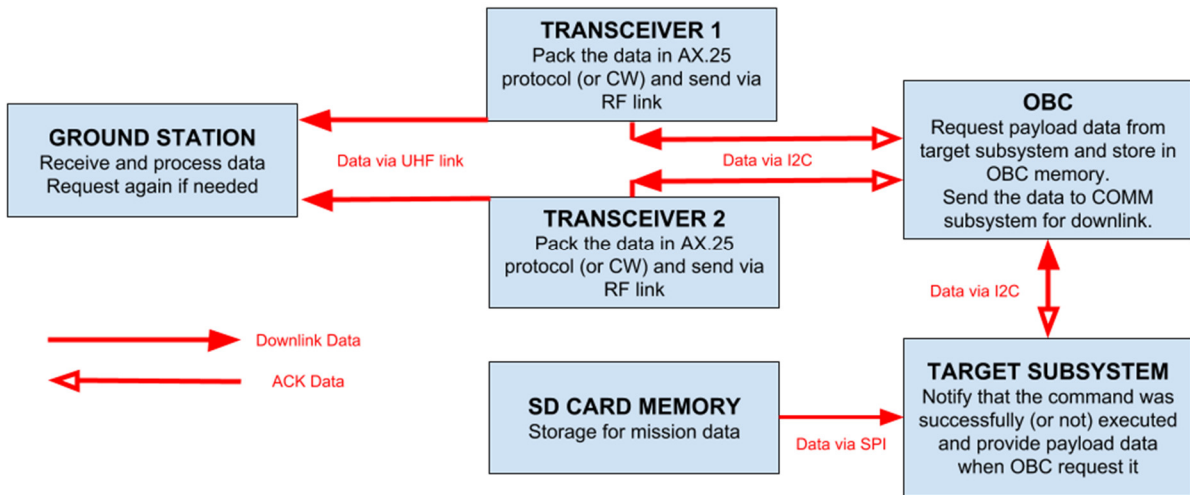 TRANSCEIVER 1
Pack the data in AX.25
protocol (or CW) and send via
RF link
GROUND STATION
Receive and process data
Request again if needed
Data via UHF link
Data via I2C
OBC
Request payload data from
target subsystem and store in
OBC memory.
Send the data to COMM
subsystem for downlink.
TRANSCEIVER 2
Pack the data in AX.25
protocol (or CW) and send via
RF link
Data via I2C
Downlink Data
ACK Data
SD CARD MEMORY
Storage for mission data
Data via SPI
TARGET SUBSYSTEM
Notify that the command was
successfully (or not) executed
and provide payload data
when OBC request it